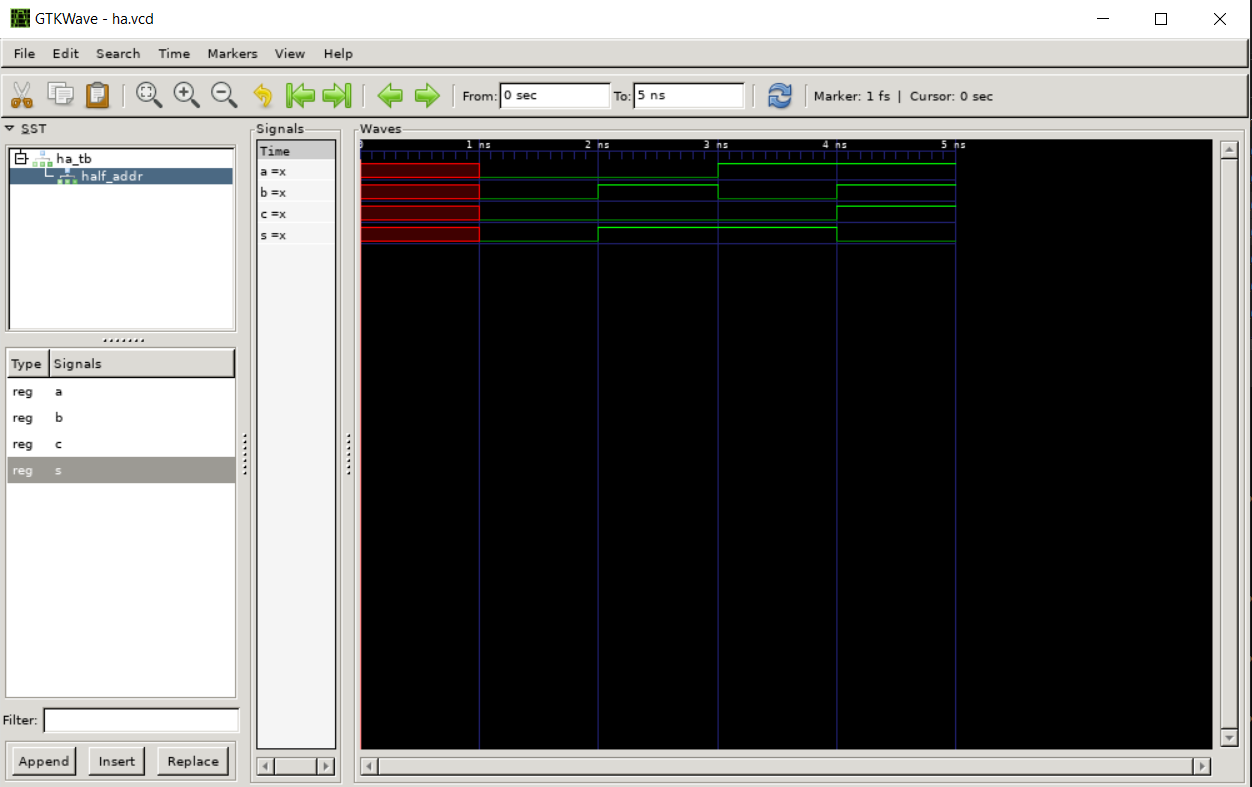 GTKWave - ha.vcd
File Edit Search Time Markers View Help
From: 0 sec To: 5 ns Marker: 1 fs | Cursor: 0 sec
SST
ha_tb
half_addr
Type Signals
reg a
reg b
reg c
reg s
Filter:
Append Insert Replace
Signals
Time
a =x
b =x
c =x
s =x
Waves
0 1 ns 2 ns 3 ns 4 ns 5 ns